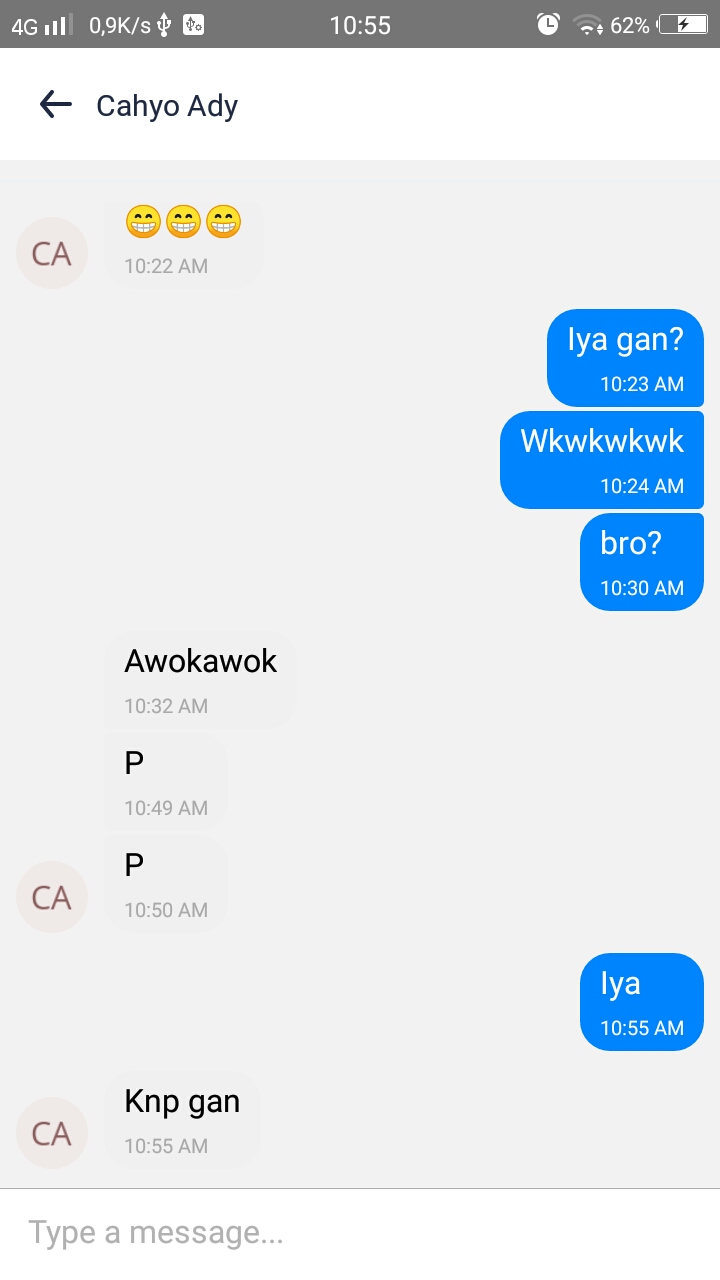 4G 0,9K/s 10:55 62%
Cahyo Ady
😁😁😁
CA
10:22 AM
Iya gan?
10:23 AM
Wkwkwkwk
10:24 AM
bro?
10:30 AM
Awokawok
10:32 AM
P
10:49 AM
P
CA
10:50 AM
Iya
10:55 AM
Knp gan
CA
10:55 AM
Type a message...